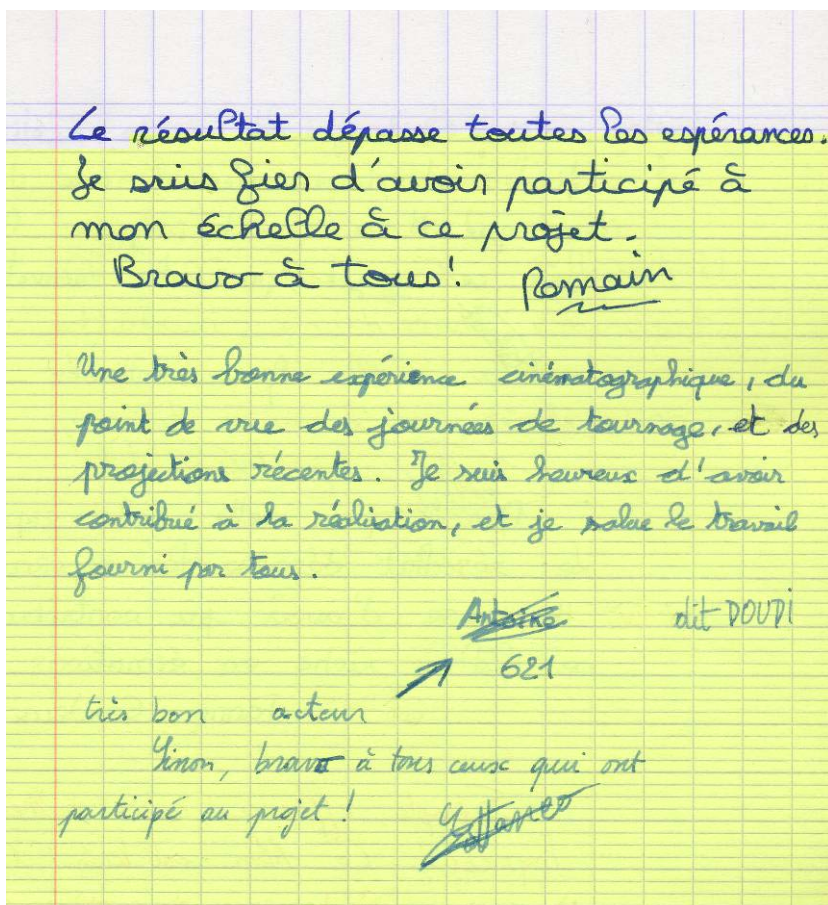 Le résultat dépasse toutes les espérances.
Je suis fier d'avoir participé à
mon échelle à ce projet.
Bravo à tous! Romain
Une très bonne expérience cinématographique, du
point de vue des journées de tournage, et des
projections récentes. Je suis heureux d'avoir
contribué à la réalisation, et je salue le travail
fourni par tous.
Antoine dit DOUDI
621
très bon acteur
Sinon, bravo à tous ceux qui ont
participé au projet!